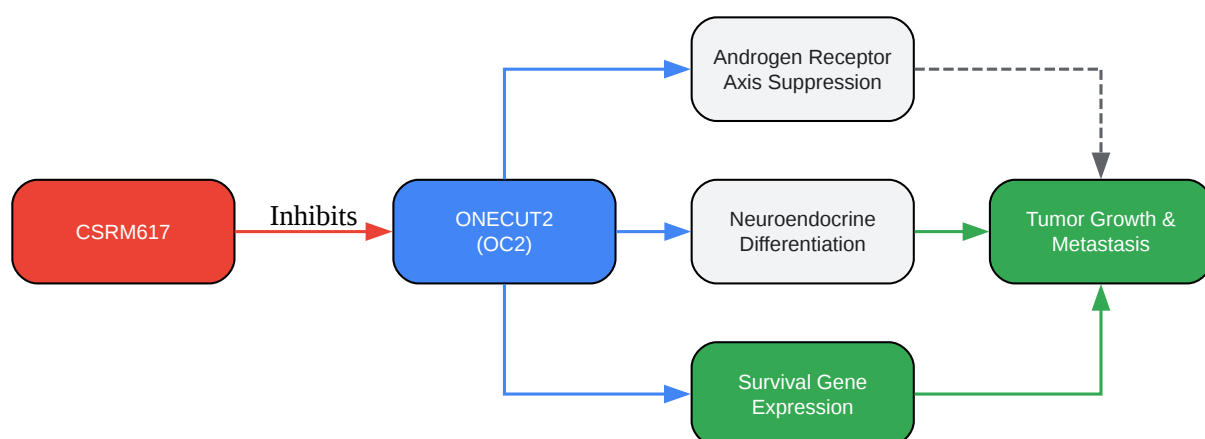 Androgen Receptor
Axis Suppression
CSRM617
Inhibits
ONECUT2
(OC2)
Neuroendocrine
Differentiation
Tumor Growth &
Metastasis
Survival Gene
Expression